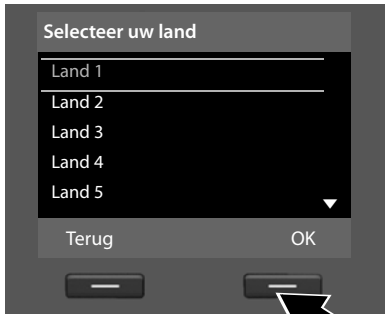 Selecteer uw land
Land 1
Land 2
Land 3
Land 4
Land 5
Terug OK